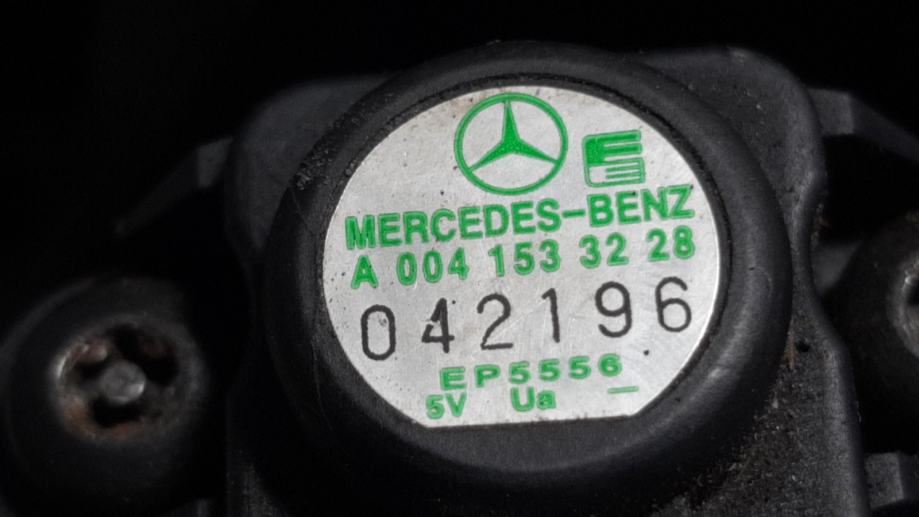 MERCEDES-BENZ
A 004 153 32 28
042196
EP5556
5V Ua –